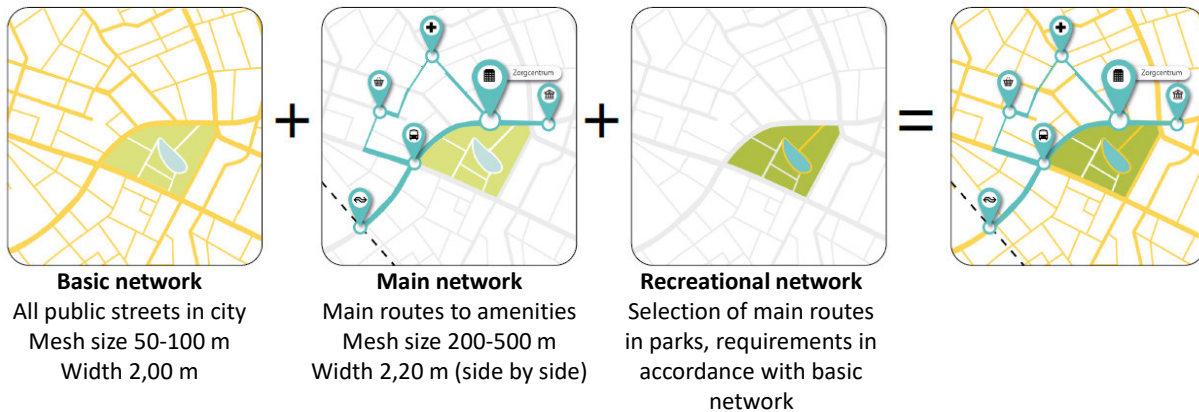 Zorgcentrum
+
+
=
Zorgcentrum
Basic network
All public streets in city
Mesh size 50-100 m
Width 2,00 m
Main network
Main routes to amenities
Mesh size 200-500 m
Width 2,20 m (side by side)
Recreational network
Selection of main routes
in parks, requirements in
accordance with basic
network